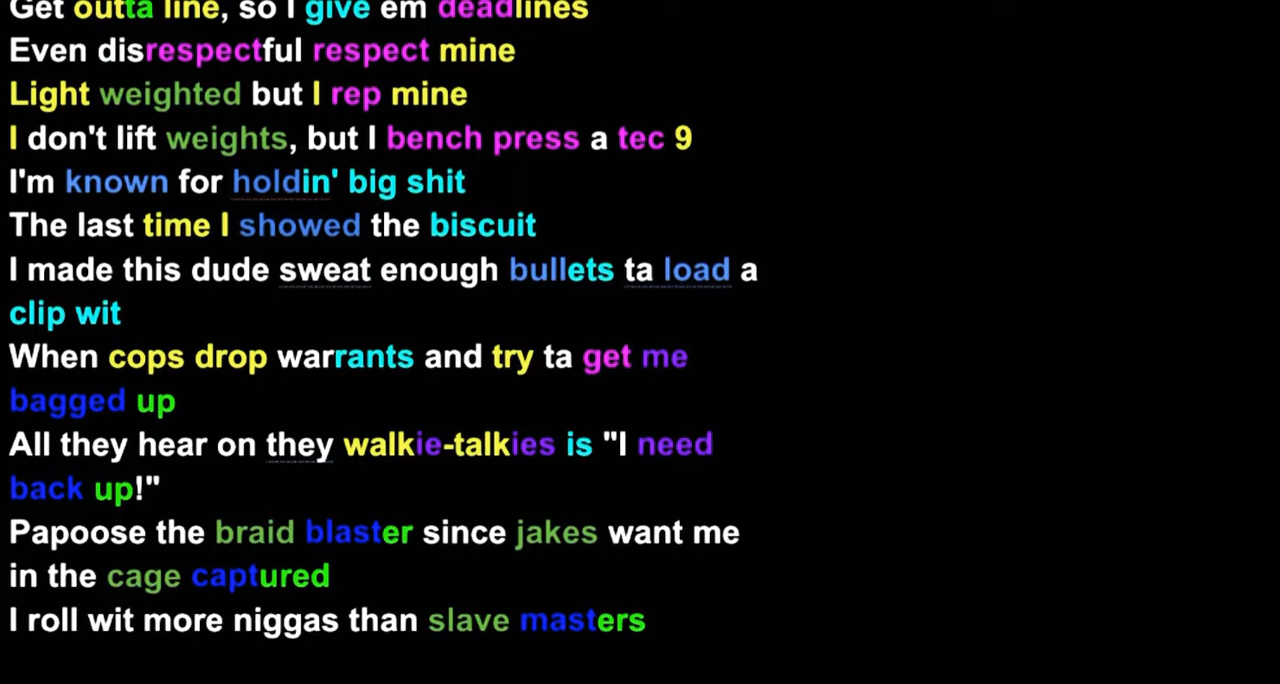 Get outta line, so I give em deadlines
Even disrespectful respect mine
Light weighted but I rep mine
I don't lift weights, but I bench press a tec 9
I'm known for holdin' big shit
The last time I showed the biscuit
I made this dude sweat enough bullets ta load a
clip wit
When cops drop warrants and try ta get me
bagged up
All they hear on they walkie-talkies is "I need
back up!"
Papoose the braid blaster since jakes want me
in the cage captured
I roll wit more niggas than slave masters